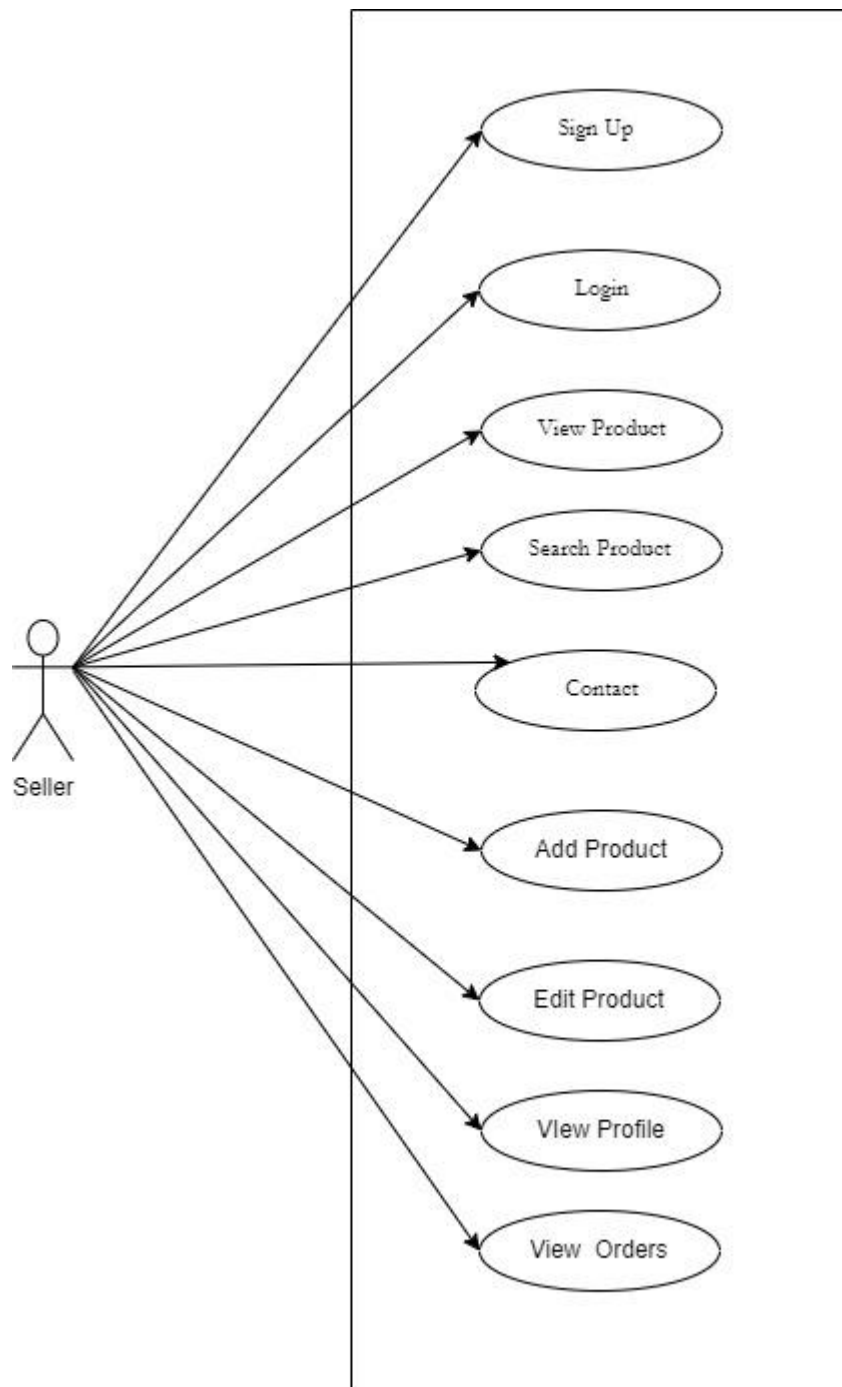 Sign Up
Login
View Product
Search Product
Contact
Seller
Add Product
Edit Product
VIew Profile
View  Orders